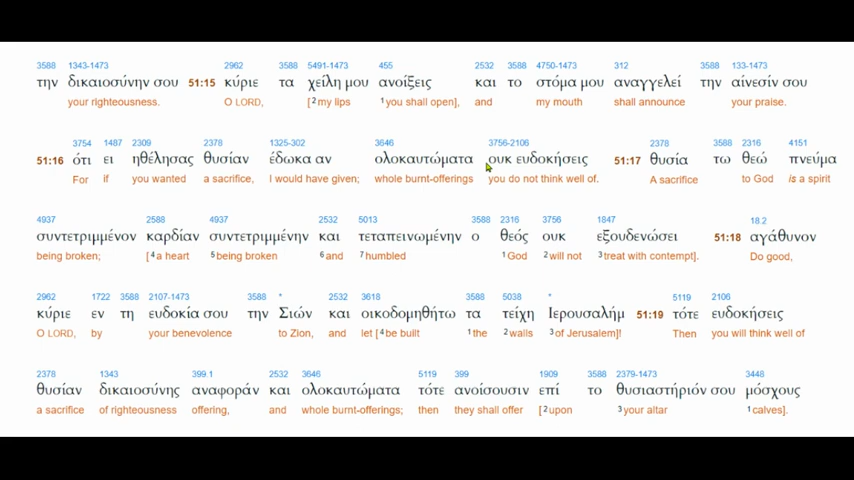 3588 1343-1473 2962 3588 5491-1473 455 2532 3588 4750-1473 312 3588 133-1473
την δικαιοσύνην σου 51:15 κύριε τα χείλη μου ανοίξεις και το στόμα μου αναγγελεί την αίνεσίν σου
your righteousness. O LORD, [2 my lips 1 you shall open], and my mouth shall announce your praise.
3754 1487 2309 2378 1325-302 3646 3756-2106 2378 3588 2316 4151
51:16 ότι ει ηθέλησας θυσίαν έδωκα αν ολοκαυτόματα ουκ ευδοκήσεις 51:17 θυσία τω θεώ πνεύμα
For if you wanted a sacrifice, I would have given; whole burnt-offerings you do not think well of. A sacrifice to God is a spirit
4937 2588 4937 2532 5013 3588 2316 3756 1847 18.2
συντετριμμένον καρδίαν συντετριμμένην και τεταπεινωμένην ο θεός ουκ εξουδενώσει 51:18 αγάθυνον
being broken; [4 a heart 5 being broken 6 and 7 humbled 1 God 2 will not 3 treat with contempt]. Do good,
2962 1722 3588 2107-1473 3588 * 2532 3618 3588 5038 * 5119 2106
κύριε εν τη ευδοκία σου την Σιών και οικοδομηθήτω τα τείχη Ιερουσαλήμ 51:19 τότε ευδοκήσεις
O LORD, by your benevolence to Zion, and let [4 be built 1 the 2 walls 3 of Jerusalem]! Then you will think well of
2378 1343 399.1 2532 3646 5119 399 1909 3588 2379-1473 3448
θυσίαν δικαιοσύνης αναφοράν και ολοκαυτώματα τότε ανοίσουσιν επί το θυσιαστήριόν σου μόσχους
a sacrifice of righteousness offering, and whole burnt-offerings; then they shall offer [2 upon 3 your altar 1 calves].